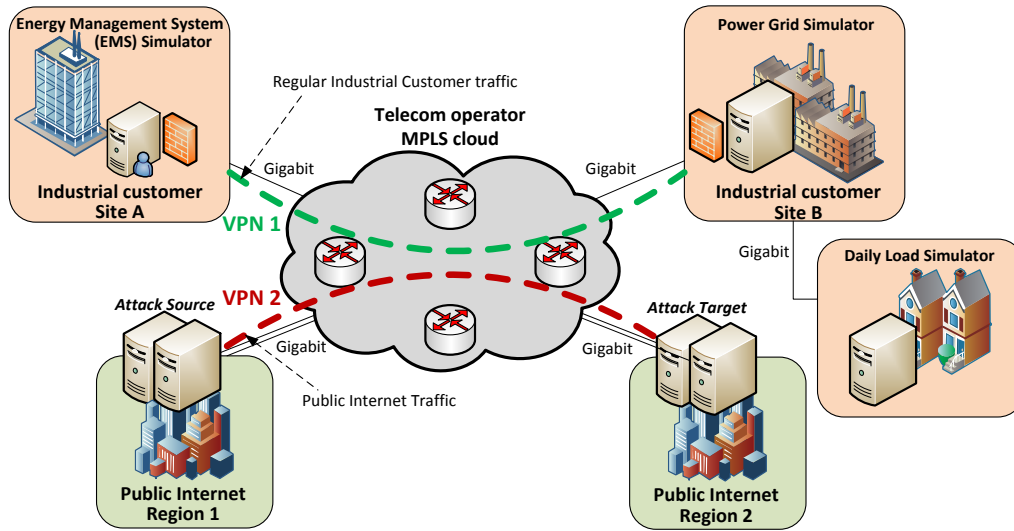 Energy Management System
(EMS) Simulator
Industrial customer
Site A
Regular Industrial Customer traffic
Telecom operator
MPLS cloud
Gigabit
Gigabit
VPN 1
VPN 2
Power Grid Simulator
Industrial customer
Site B
Gigabit
Daily Load Simulator
Attack Source
Gigabit
Public Internet Traffic
Public Internet
Region 1
Attack Target
Gigabit
Public Internet
Region 2